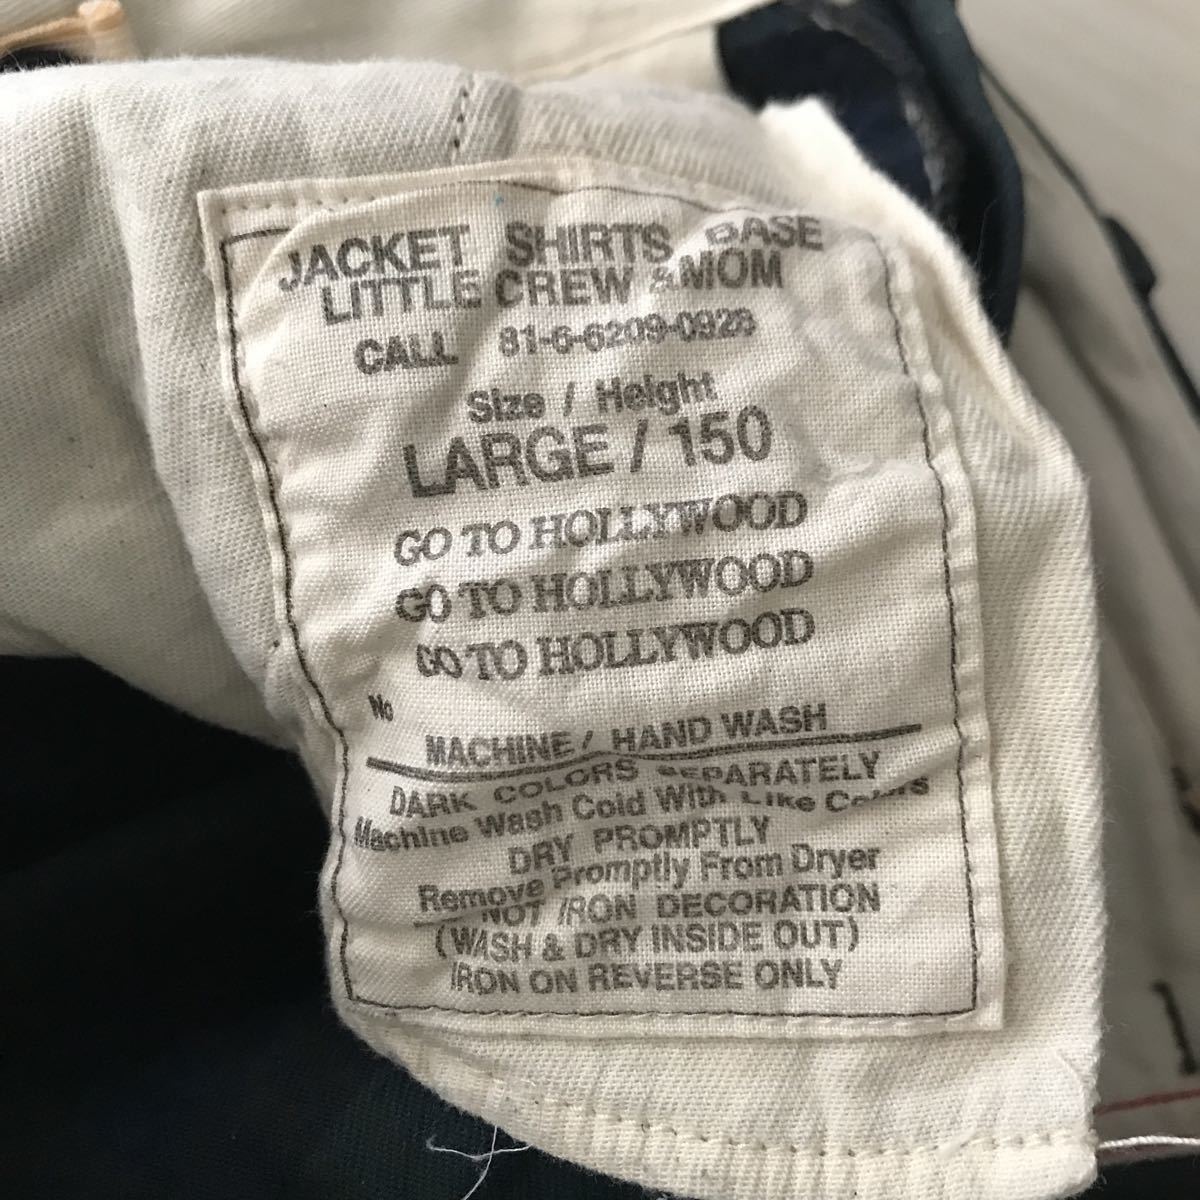 JACKET SHIRTS BASE
LITTLE CREW & MOM
CALL 81-6-6209-0928
Size / Height
LARGE / 150
GO TO HOLLYWOOD
GO TO HOLLYWOOD
GO TO HOLLYWOOD
No
MACHINE / HAND WASH
DARK COLORS SEPARATELY
Machine Wash Cold With Like Colors
DRY PROMPTLY
Remove Promptly From Dryer
NOT IRON DECORATION
(WASH & DRY INSIDE OUT)
IRON ON REVERSE ONLY